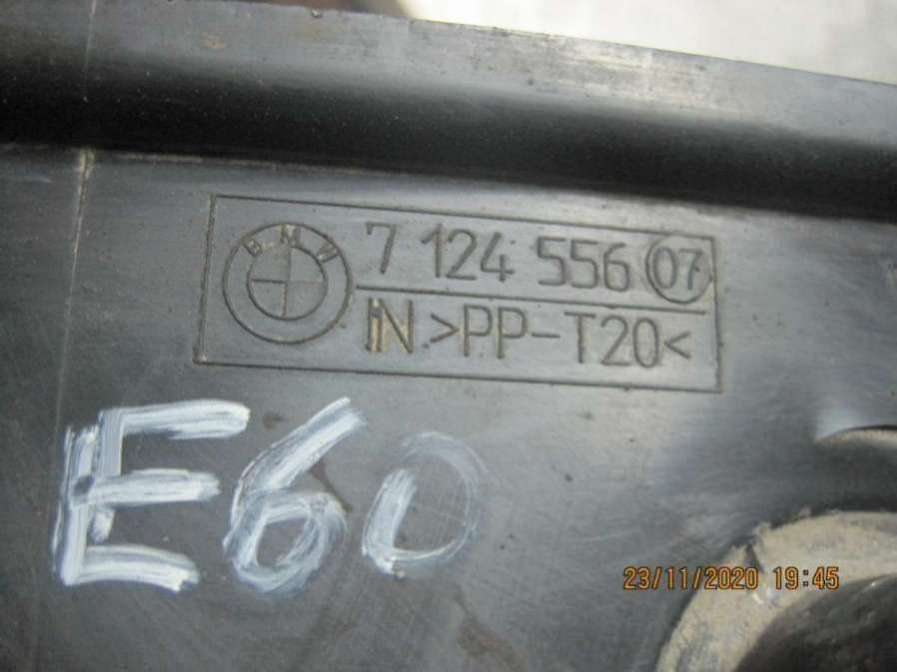 BMW
7 124 556 07
IN >PP-T20<
E60
23/11/2020 19:45